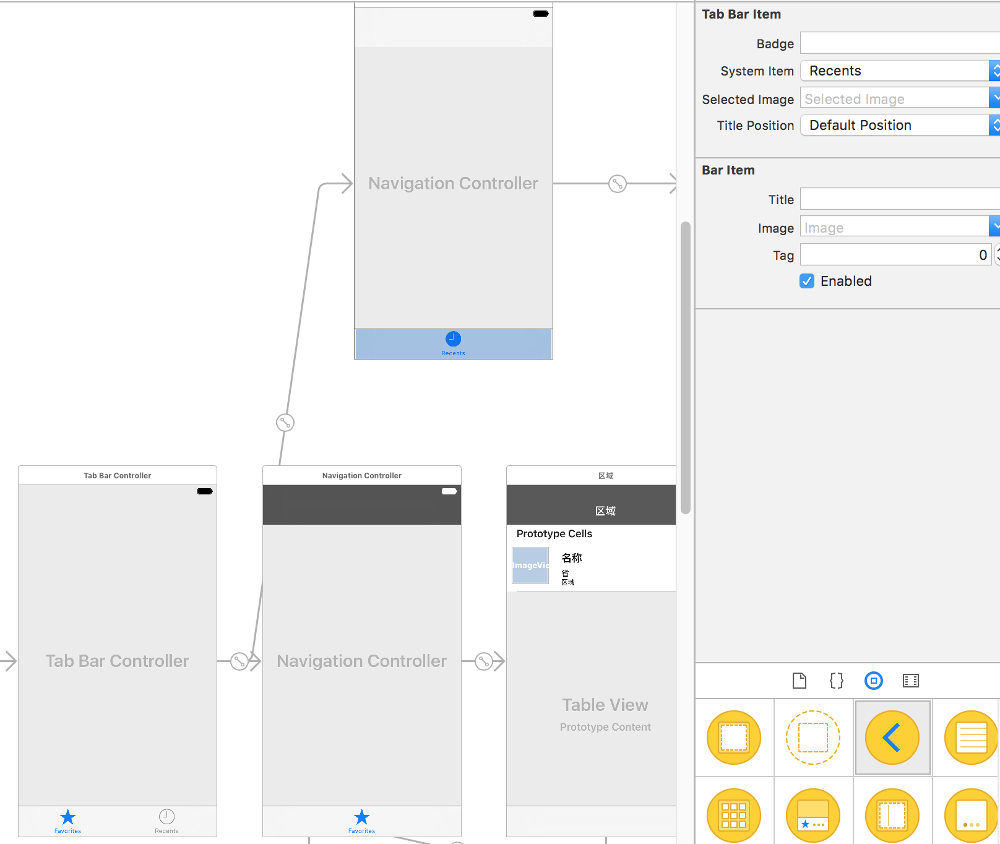 Navigation Controller
Recents
Tab Bar Controller
Tab Bar Controller
Favorites
Recents
Navigation Controller
Navigation Controller
Favorites
区域
区域
Prototype Cells
ImageVie
名称
省
区域
Table View
Prototype Content
Tab Bar Item
Badge
System Item Recents
Selected Image Selected Image
Title Position Default Position
Bar Item
Title
Image Image
Tag 0
Enabled